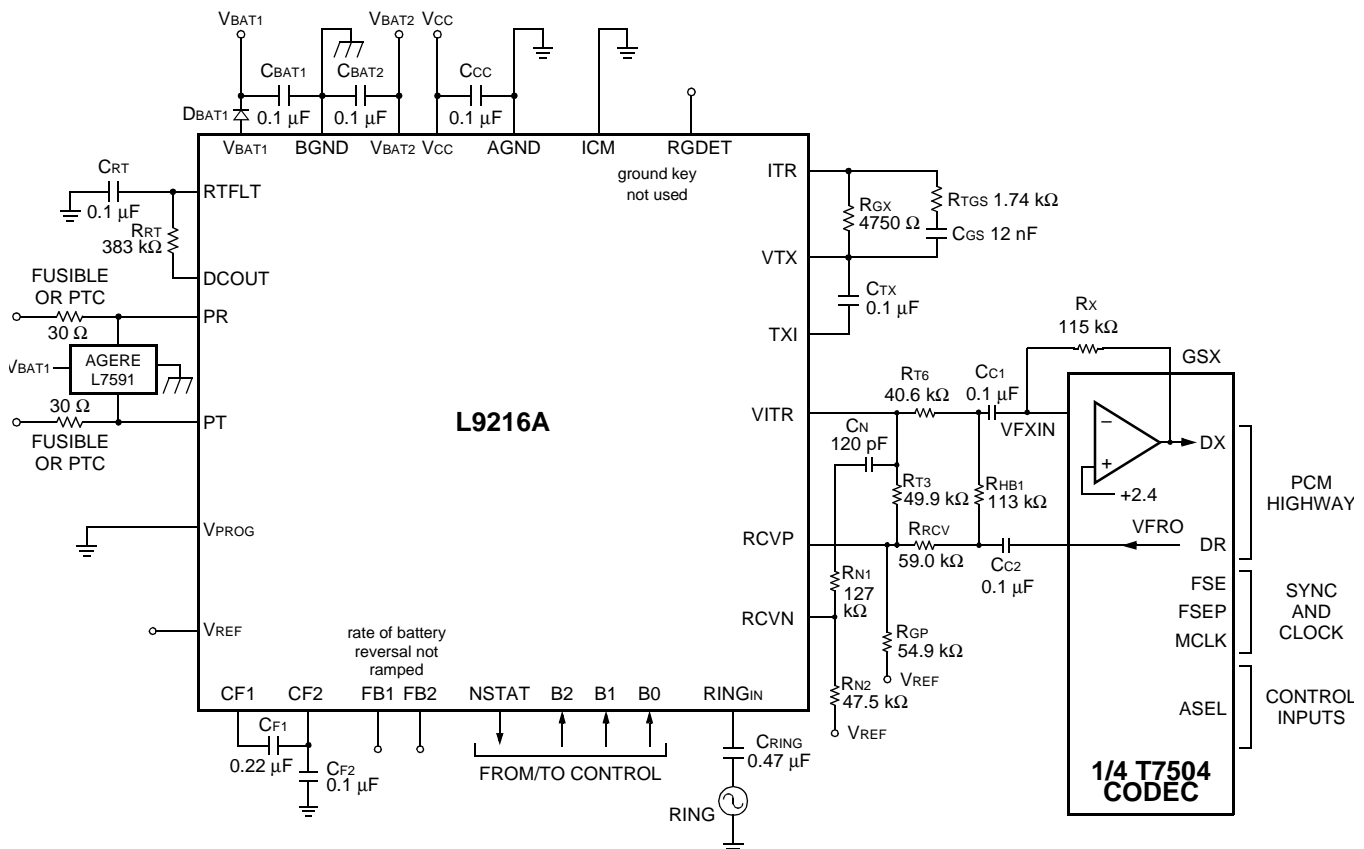 VBAT1
VBAT2
VCC
CBAT1
0.1 µF
CBAT2
0.1 µF
CCC
0.1 µF
DBAT1
VBAT1
BGND
VBAT2
VCC
AGND
ICM
RGDET
ground key
not used
CRT
0.1 µF
RTFLT
RRT
383 kΩ
DCOUT
FUSIBLE
OR PTC
30 Ω
PR
VBAT1
AGERE
L7591
30 Ω
PT
FUSIBLE
OR PTC
VPROG
VREF
L9216A
ITR
RGX
4750 Ω
RTGS 1.74 kΩ
CGS 12 nF
VTX
CTX
0.1 µF
TXI
RX
115 kΩ
GSX
RT6
40.6 kΩ
CC1
0.1 µF
VITR
VFXIN
CN
120 pF
RT3
49.9 kΩ
RHB1
113 kΩ
−
+
+2.4
DX
PCM
HIGHWAY
RCVP
RRCV
59.0 kΩ
CC2
0.1 µF
VFRO
DR
RN1
127
kΩ
RCVN
RGP
54.9 kΩ
VREF
RN2
47.5 kΩ
VREF
FSE
FSEP
MCLK
SYNC
AND
CLOCK
ASEL
CONTROL
INPUTS
1/4 T7504
CODEC
rate of battery
reversal not
ramped
CF1
CF2
FB1
FB2
NSTAT
B2
B1
B0
RINGIN
CF1
0.22 µF
CF2
0.1 µF
FROM/TO CONTROL
CRING
0.47 µF
RING